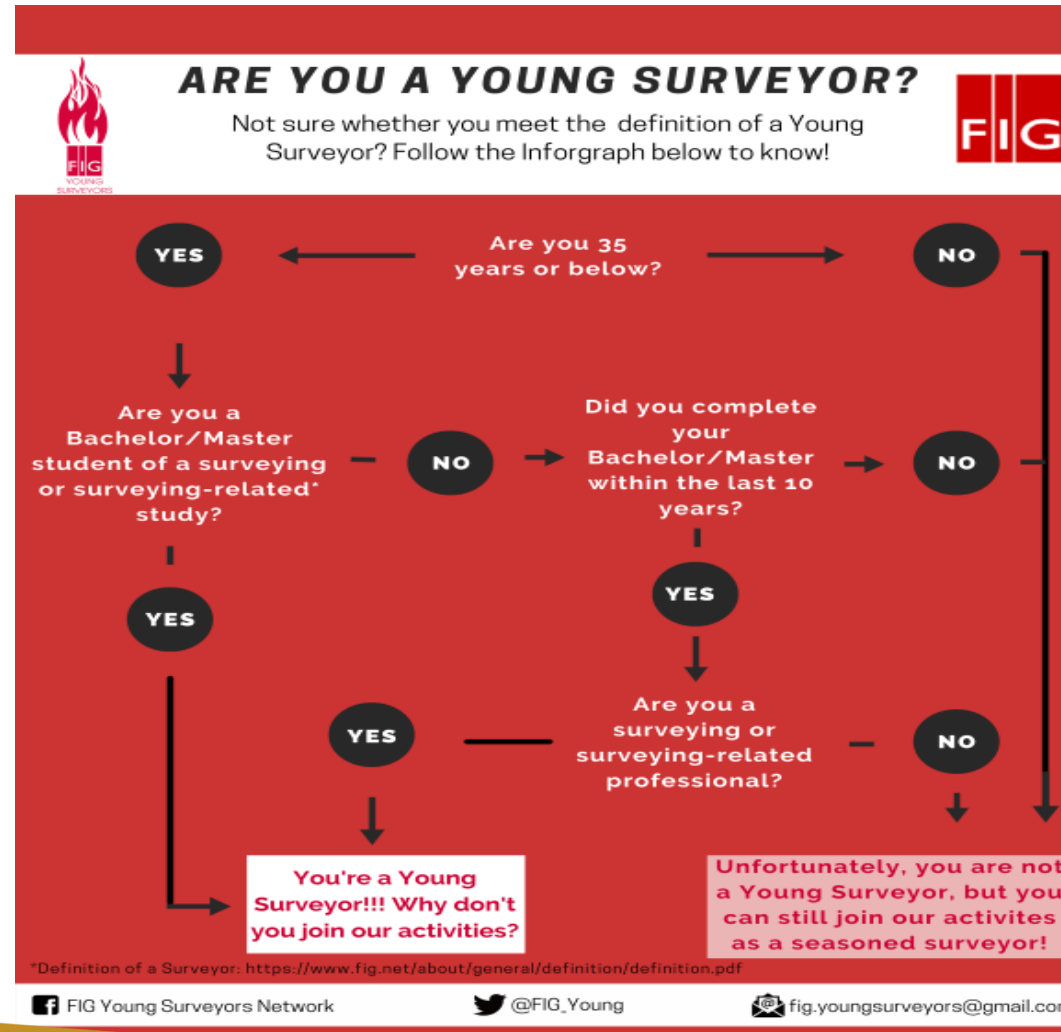 ARE YOU A YOUNG SURVEYOR?
Not sure whether you meet the definition of a Young
Surveyor? Follow the Inforgraph below to know!
FIG
YOUNG
SURVEYORS
FIG
YES
Are you 35
years or below?
NO
Are you a
Bachelor/Master
student of a surveying
or surveying-related*
study?
NO
Did you complete
your
Bachelor/Master
within the last 10
years?
NO
YES
YES
YES
Are you a
surveying or
surveying-related
professional?
NO
You're a Young
Surveyor!!! Why don't
you join our activities?
Unfortunately, you are not
a Young Surveyor, but you
can still join our activites
as a seasoned surveyor!
*Definition of a Surveyor: https://www.fig.net/about/general/definition/definition.pdf
FIG Young Surveyors Network
@FIG_Young
fig.youngsurveyors@gmail.com